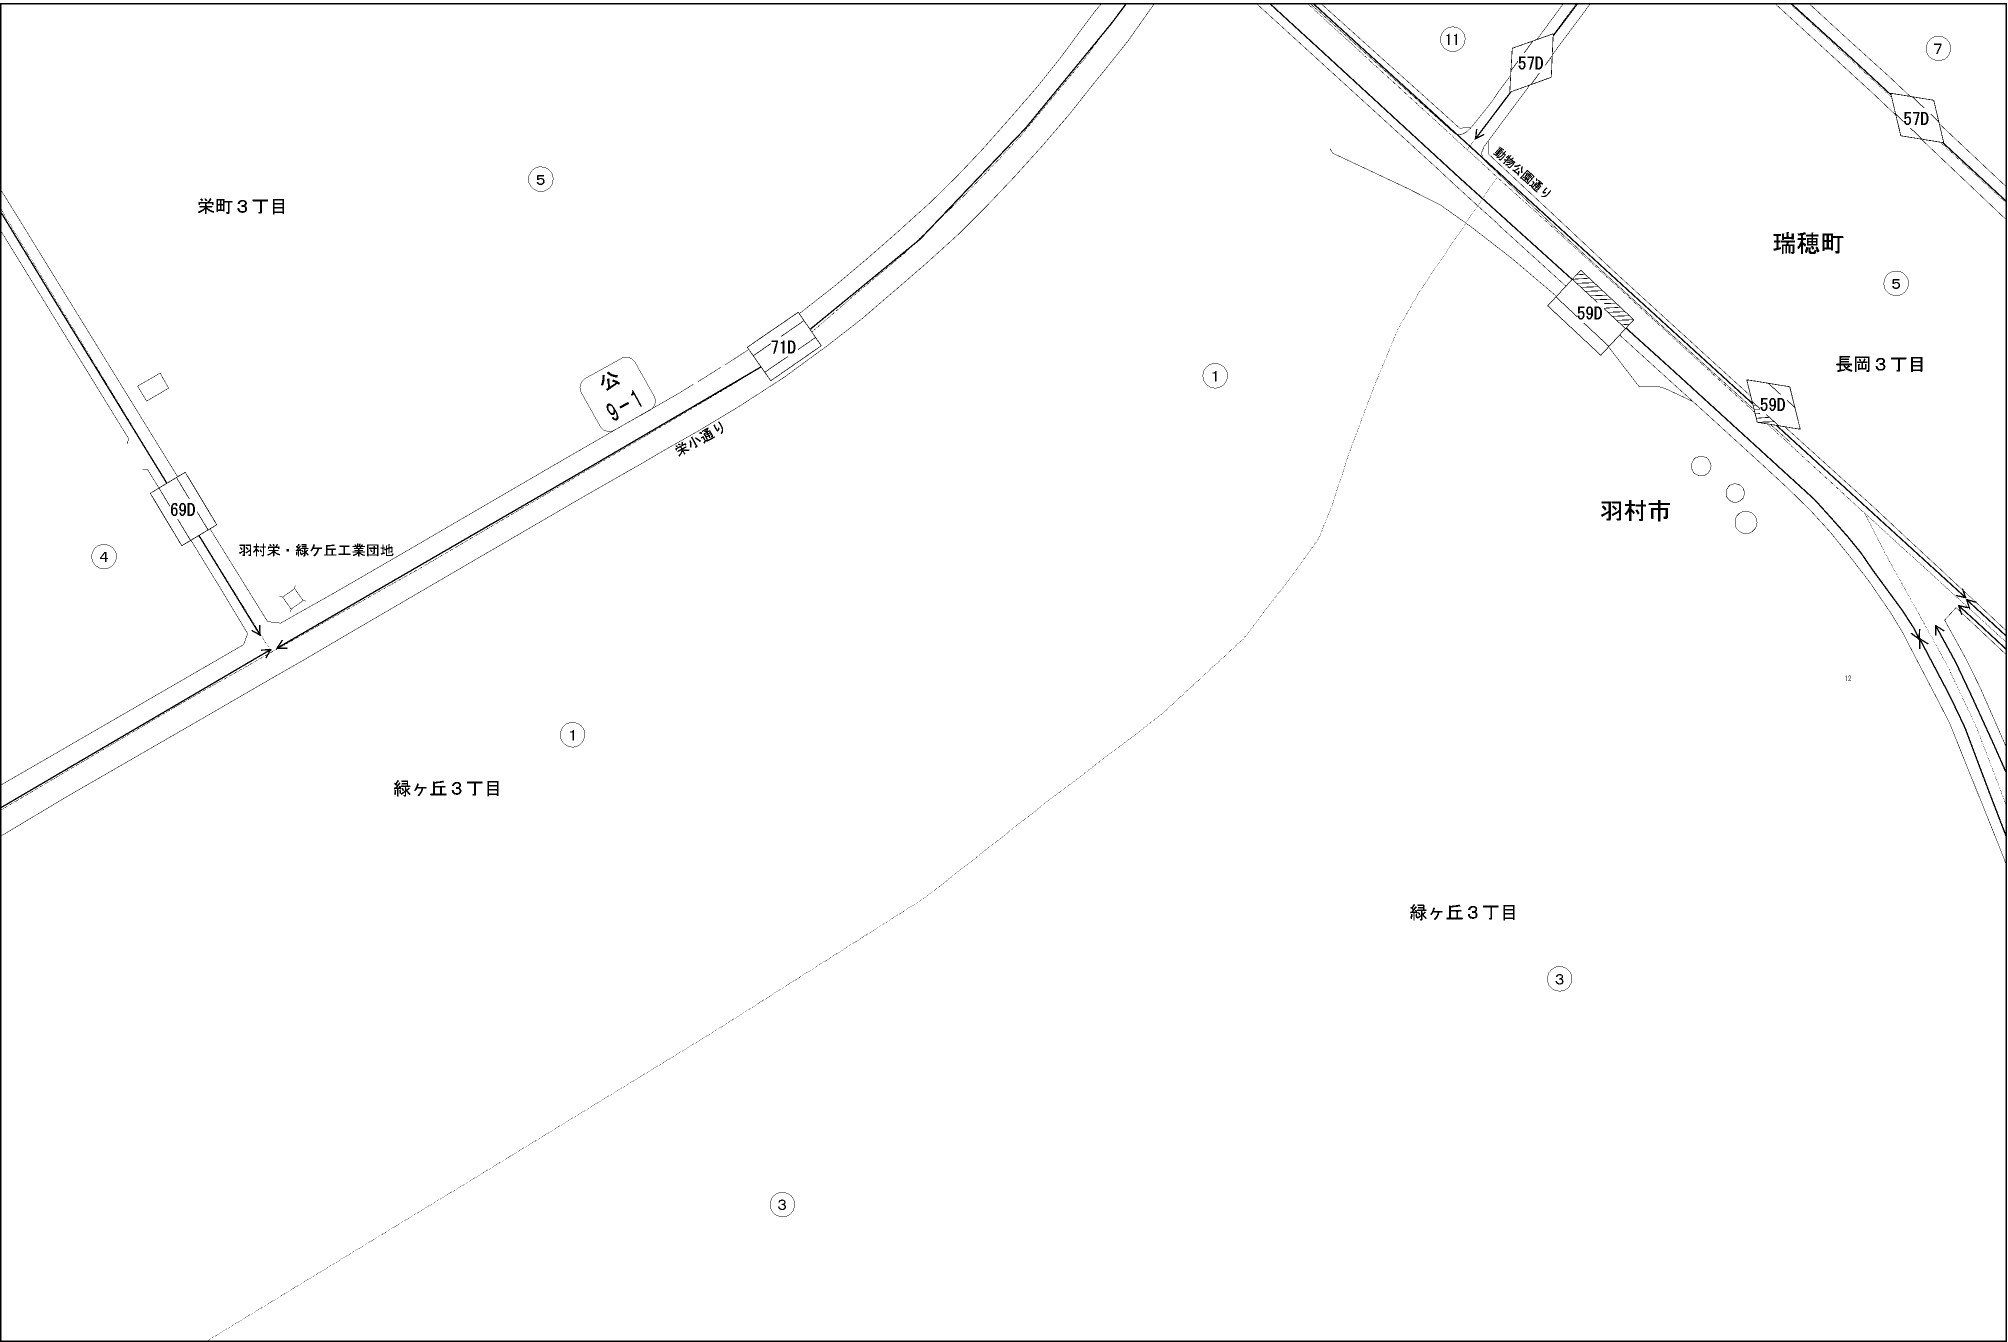 11
7
57D
57D
動物公園通り
5
栄町３丁目
瑞穂町
5
59D
71D
長岡３丁目
1
公
9-1
59D
栄小通り
69D
羽村市
羽村栄・緑ケ丘工業団地
4
12
1
緑ヶ丘３丁目
緑ヶ丘３丁目
3
3